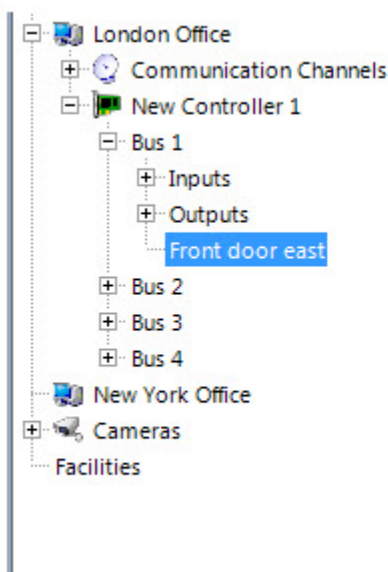 London Office
Communication Channels
New Controller 1
Bus 1
Inputs
Outputs
Front door east
Bus 2
Bus 3
Bus 4
New York Office
Cameras
Facilities